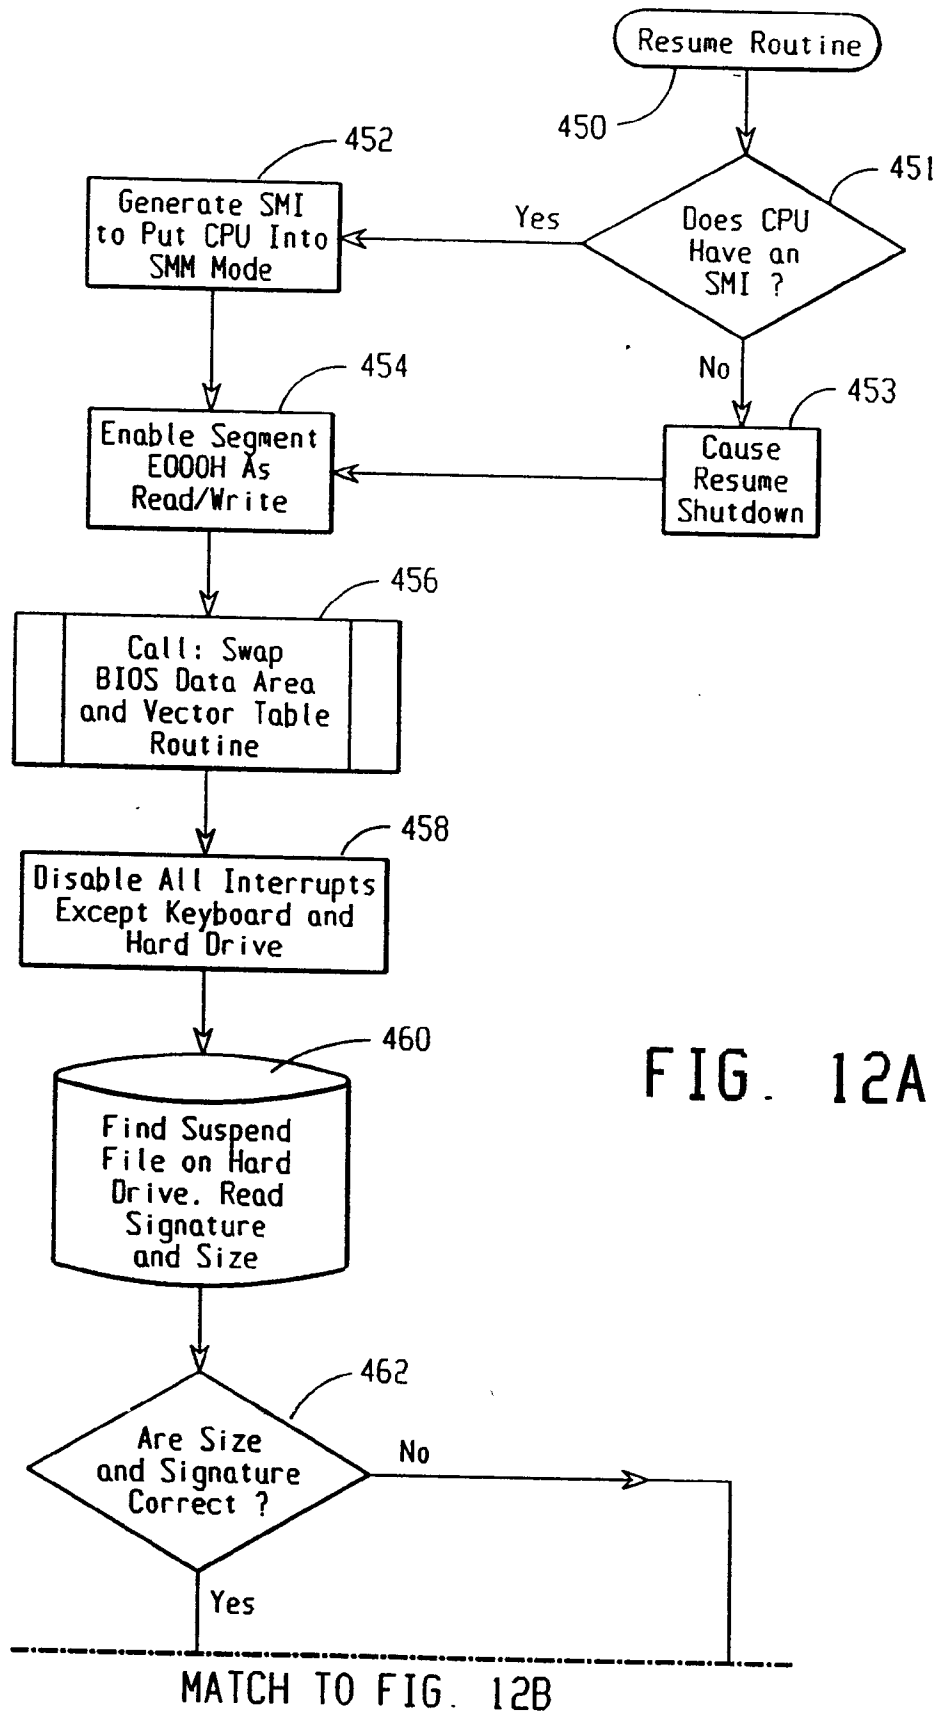 Resume Routine
450
451
Does CPU
Have an
SMI ?
Yes
No
452
Generate SMI
to Put CPU Into
SMM Mode
453
Cause
Resume
Shutdown
454
Enable Segment
E000H As
Read/Write
456
Call: Swap
BIOS Data Area
and Vector Table
Routine
458
Disable All Interrupts
Except Keyboard and
Hard Drive
460
Find Suspend
File on Hard
Drive. Read
Signature
and Size
FIG. 12A
462
Are Size
and Signature
Correct ?
No
Yes
MATCH TO FIG. 12B